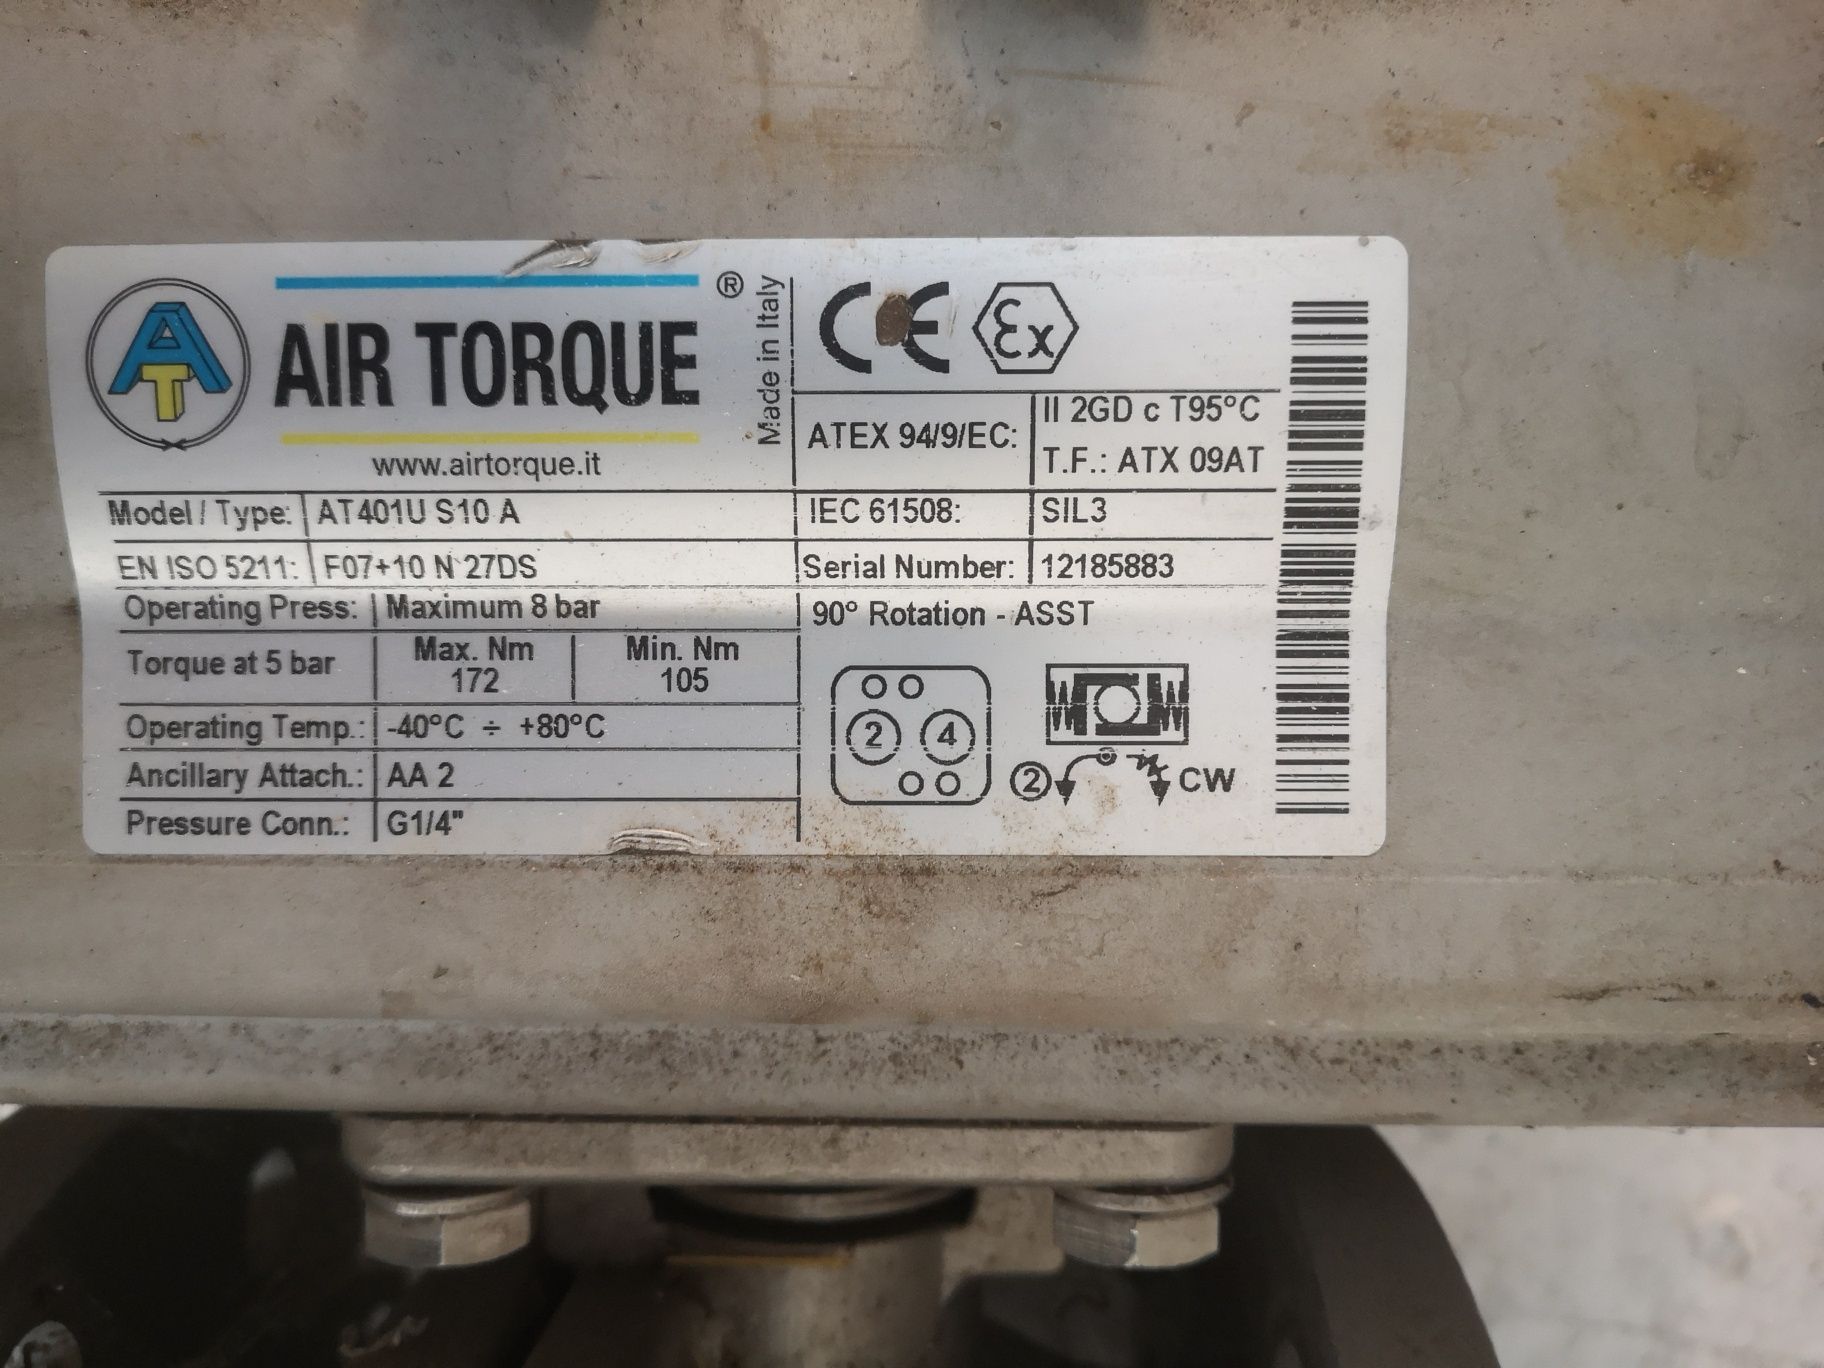 AT
AIR TORQUE ®
Made in Italy
www.airtorque.it
CE Ex
ATEX 94/9/EC: II 2GD c T95°C
T.F.: ATX 09AT
Model / Type: AT401U S10 A
IEC 61508: SIL3
EN ISO 5211: F07+10 N 27DS
Serial Number: 12185883
Operating Press: Maximum 8 bar
Torque at 5 bar Max. Nm Min. Nm
172 105
Operating Temp.: -40°C ÷ +80°C
Ancillary Attach.: AA 2
Pressure Conn.: G1/4"
90° Rotation - ASST
2 4
2 CW